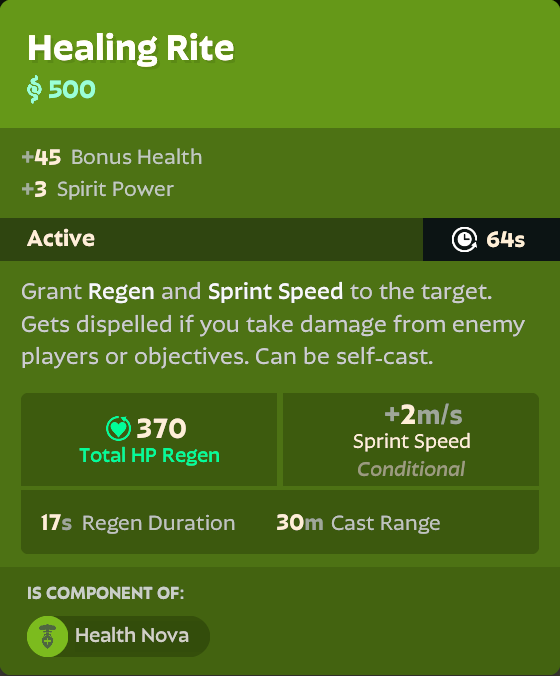 Healing Rite
500
+45 Bonus Health
+3 Spirit Power
Active 64s
Grant Regen and Sprint Speed to the target.
Gets dispelled if you take damage from enemy
players or objectives. Can be self-cast.
370
Total HP Regen
+2m/s
Sprint Speed
Conditional
17s Regen Duration 30m Cast Range
IS COMPONENT OF:
Health Nova